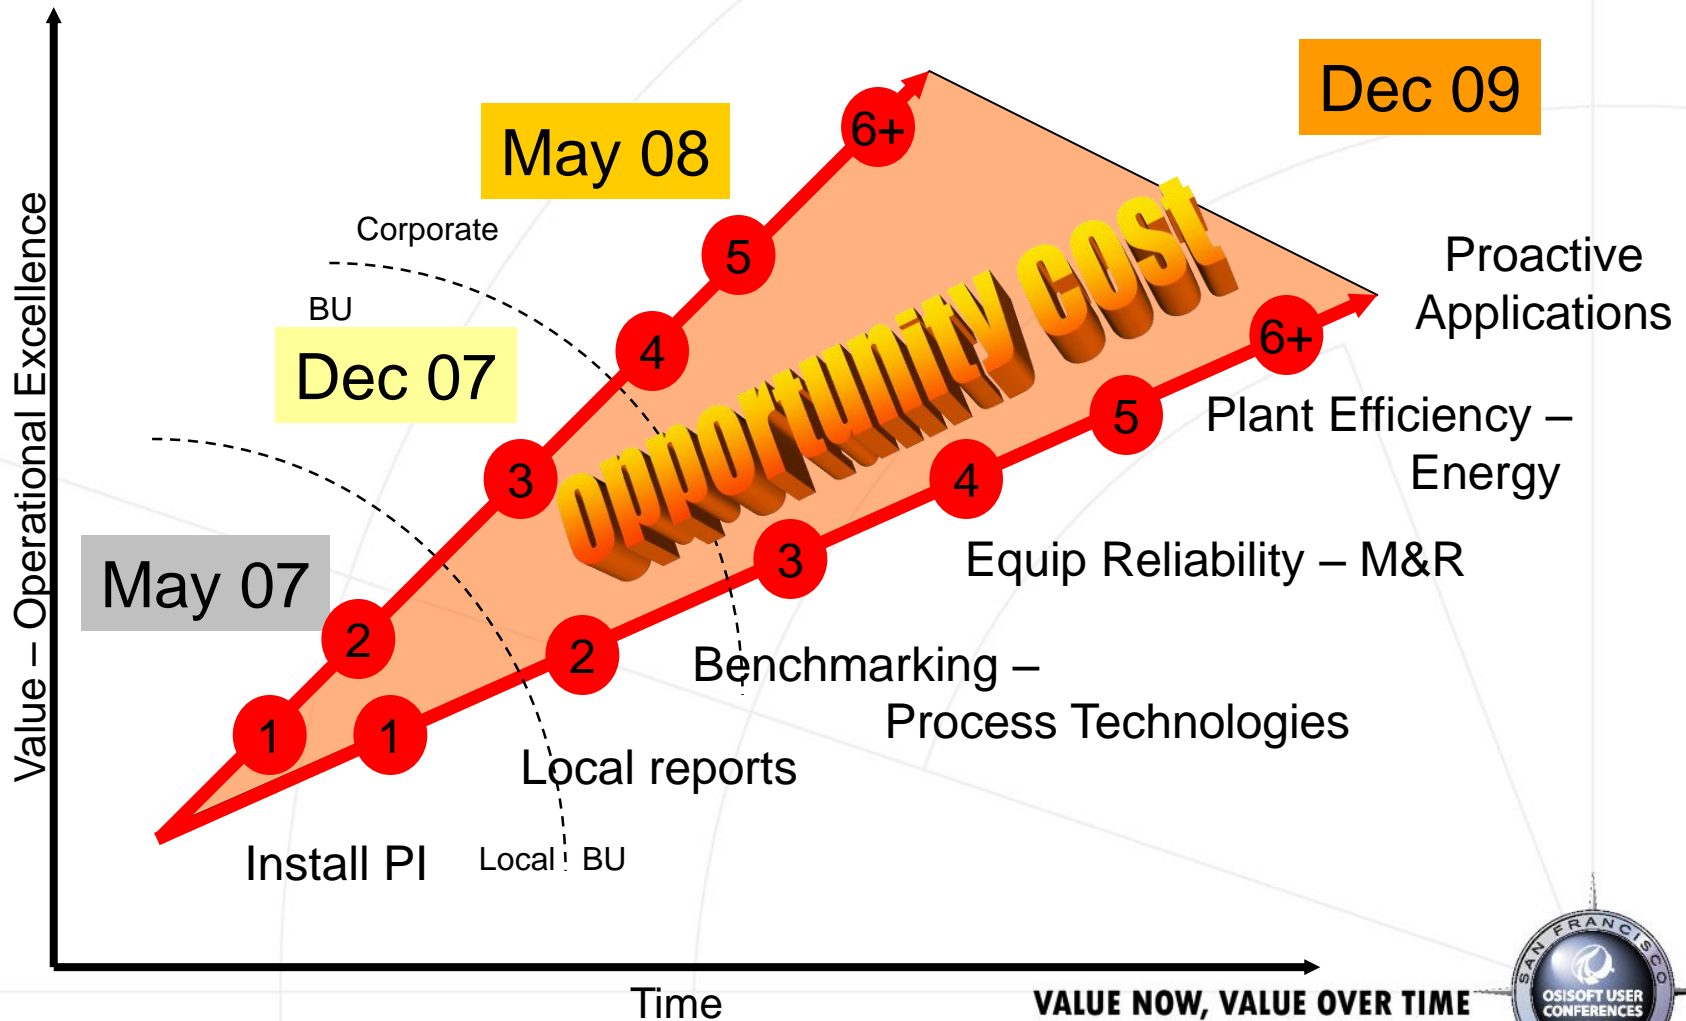 Dec 09
May 08
6+
Corporate
5
BU
Dec 07
4
3
May 07
2
1
opportunity cost
Proactive
Applications
6+
Plant Efficiency –
Energy
5
4
Equip Reliability – M&R
3
Benchmarking –
Process Technologies
2
Local reports
1
Install PI
Local
BU
Value – Operational Excellence
Time
VALUE NOW, VALUE OVER TIME
SAN FRANCISCO
OSISOFT USER
CONFERENCES